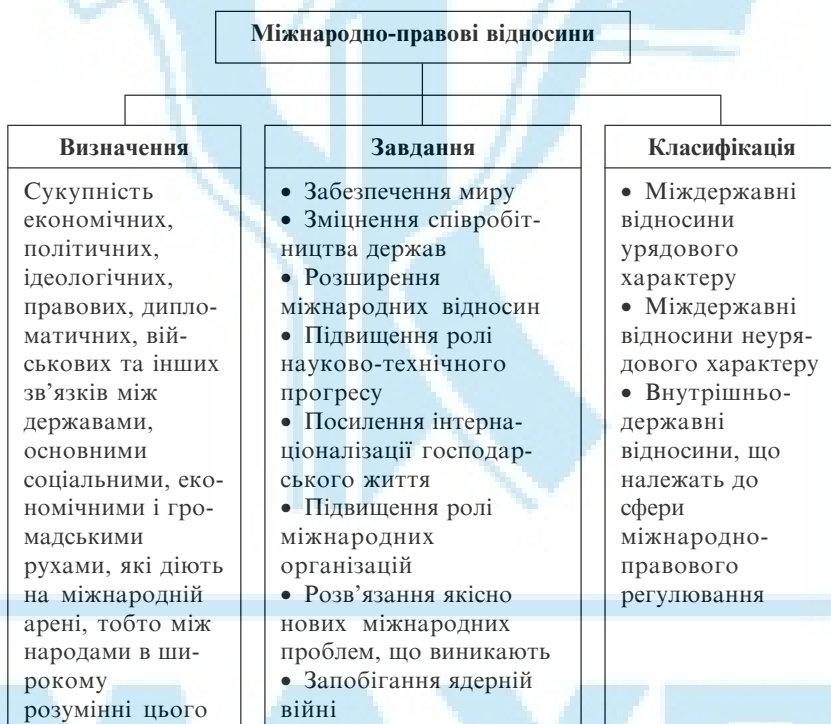 Міжнародно-правові відносини
Визначення
Сукупність
економічних,
політичних,
ідеологічних,
правових, дипло-
матичних, вій-
ськових та інших
зв'язків між
державами,
основними
соціальними, еко-
номічними і гро-
мадськими
рухами, які діють
на міжнародній
арені, тобто між
народами в ши-
рокому
розумінні цього
Завдання
• Забезпечення миру
• Зміцнення співробіт-
ництва держав
• Розширення
міжнародних відносин
• Підвищення ролі
науково-технічного
прогресу
• Посилення інтерна-
ціоналізації господар-
ського життя
• Підвищення ролі
міжнародних
організацій
• Розв'язання якісно
нових міжнародних
проблем, що виникають
• Запобігання ядерній
війні
Класифікація
• Міждержавні
відносини
урядового
характеру
• Міждержавні
відносини неуря-
дового характеру
• Внутрішньо-
державні
відносини, що
належать до
сфери
міжнародно-
правового
регулювання